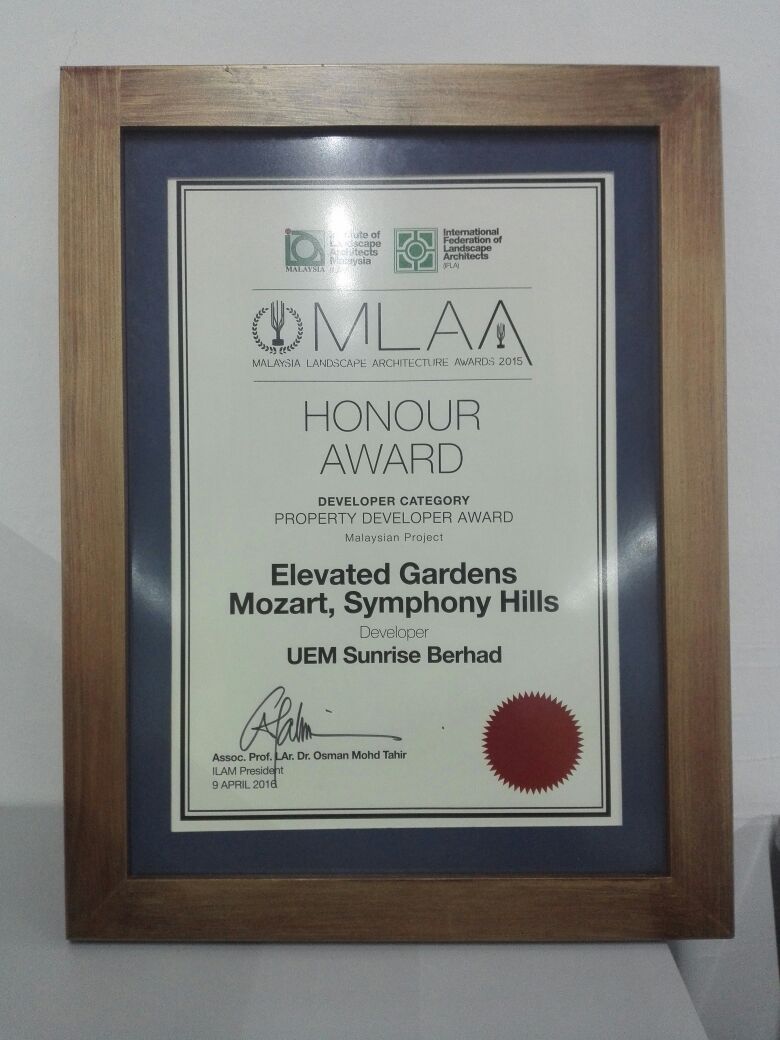 Institute of
Landscape
Architects
Malaysia
MALAYSIA
International
Federation of
Landscape
Architects
(IFLA)
MLAA
MALAYSIA LANDSCAPE ARCHITECTURE AWARDS 2015
HONOUR
AWARD
DEVELOPER CATEGORY
PROPERTY DEVELOPER AWARD
Malaysian Project
Elevated Gardens
Mozart, Symphony Hills
Developer
UEM Sunrise Berhad
Assoc. Prof. LAr. Dr. Osman Mohd Tahir
ILAM President
9 APRIL 2016